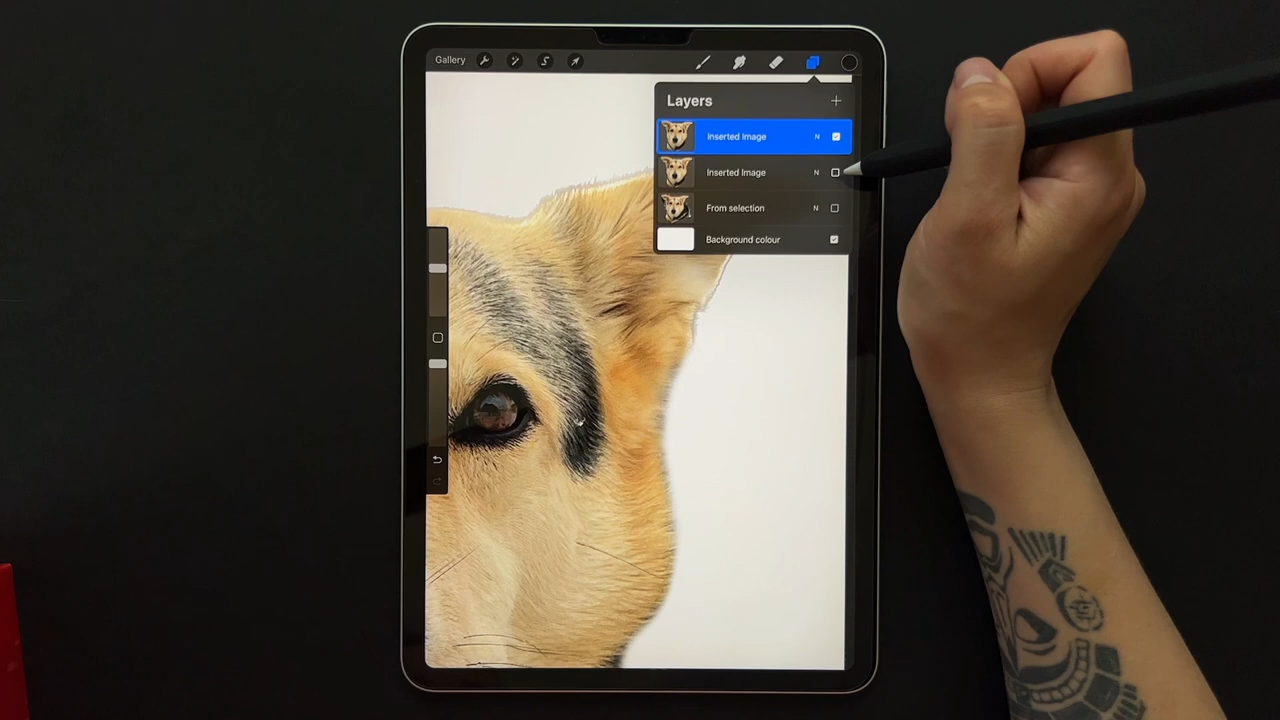 Gallery
Layers
Inserted Image N
Inserted Image N
From selection N
Background colour